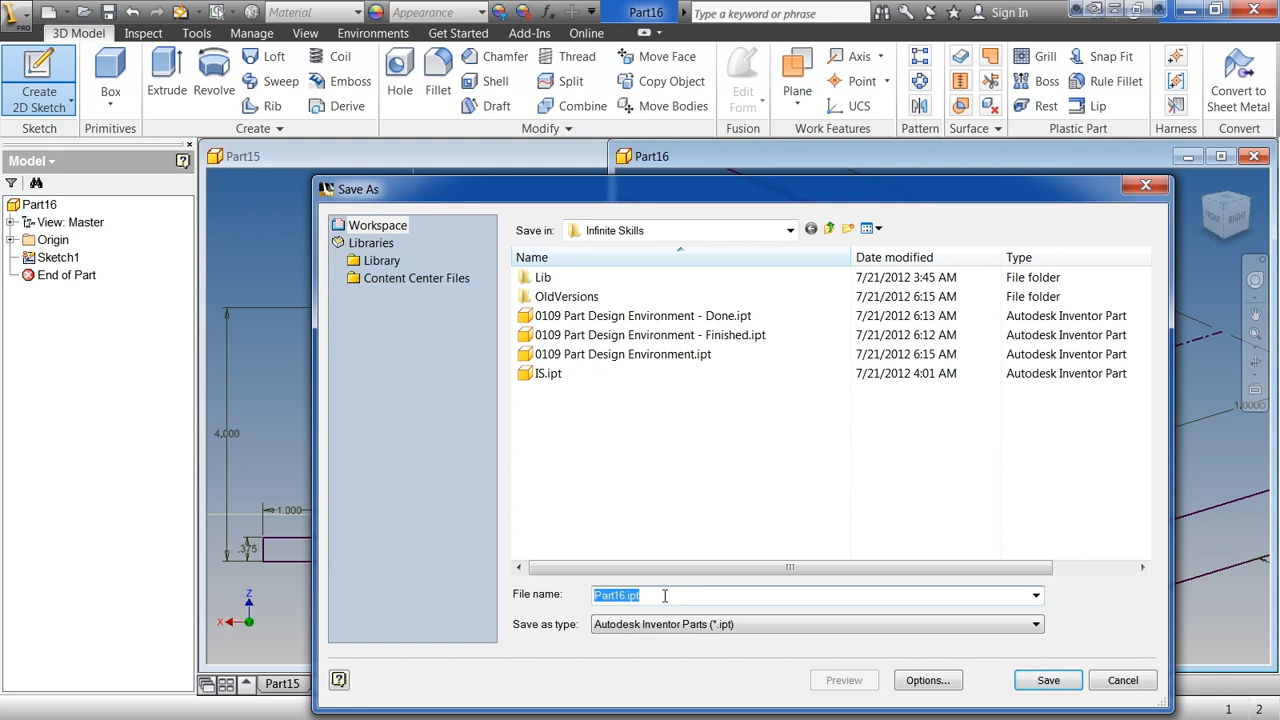 PRO
Material
Appearance
Part16
Type a keyword or phrase
Sign In
3D Model
Inspect
Tools
Manage
View
Environments
Get Started
Add-Ins
Online
Create
2D Sketch
Box
Extrude
Revolve
Loft
Sweep
Rib
Coil
Emboss
Derive
Hole
Fillet
Chamfer
Shell
Draft
Thread
Split
Combine
Move Face
Copy Object
Move Bodies
Edit
Form
Plane
Axis
Point
UCS
Grill
Boss
Rest
Snap Fit
Rule Fillet
Lip
Convert to
Sheet Metal
Sketch
Primitives
Create
Modify
Fusion
Work Features
Pattern
Surface
Plastic Part
Harness
Convert
Model
Part16
View: Master
Origin
Sketch1
End of Part
Part15
Part16
4.000
1.000
.375
Z
X
FRONT
RIGHT
Save As
Workspace
Libraries
Library
Content Center Files
Save in: Infinite Skills
Name Date modified Type
Lib 7/21/2012 3:45 AM File folder
OldVersions 7/21/2012 6:15 AM File folder
0109 Part Design Environment - Done.ipt 7/21/2012 6:13 AM Autodesk Inventor Part
0109 Part Design Environment - Finished.ipt 7/21/2012 6:12 AM Autodesk Inventor Part
0109 Part Design Environment.ipt 7/21/2012 6:15 AM Autodesk Inventor Part
IS.ipt 7/21/2012 4:01 AM Autodesk Inventor Part
File name: Part16.ipt
Save as type: Autodesk Inventor Parts (*.ipt)
Preview
Options...
Save
Cancel
Part15
1
2